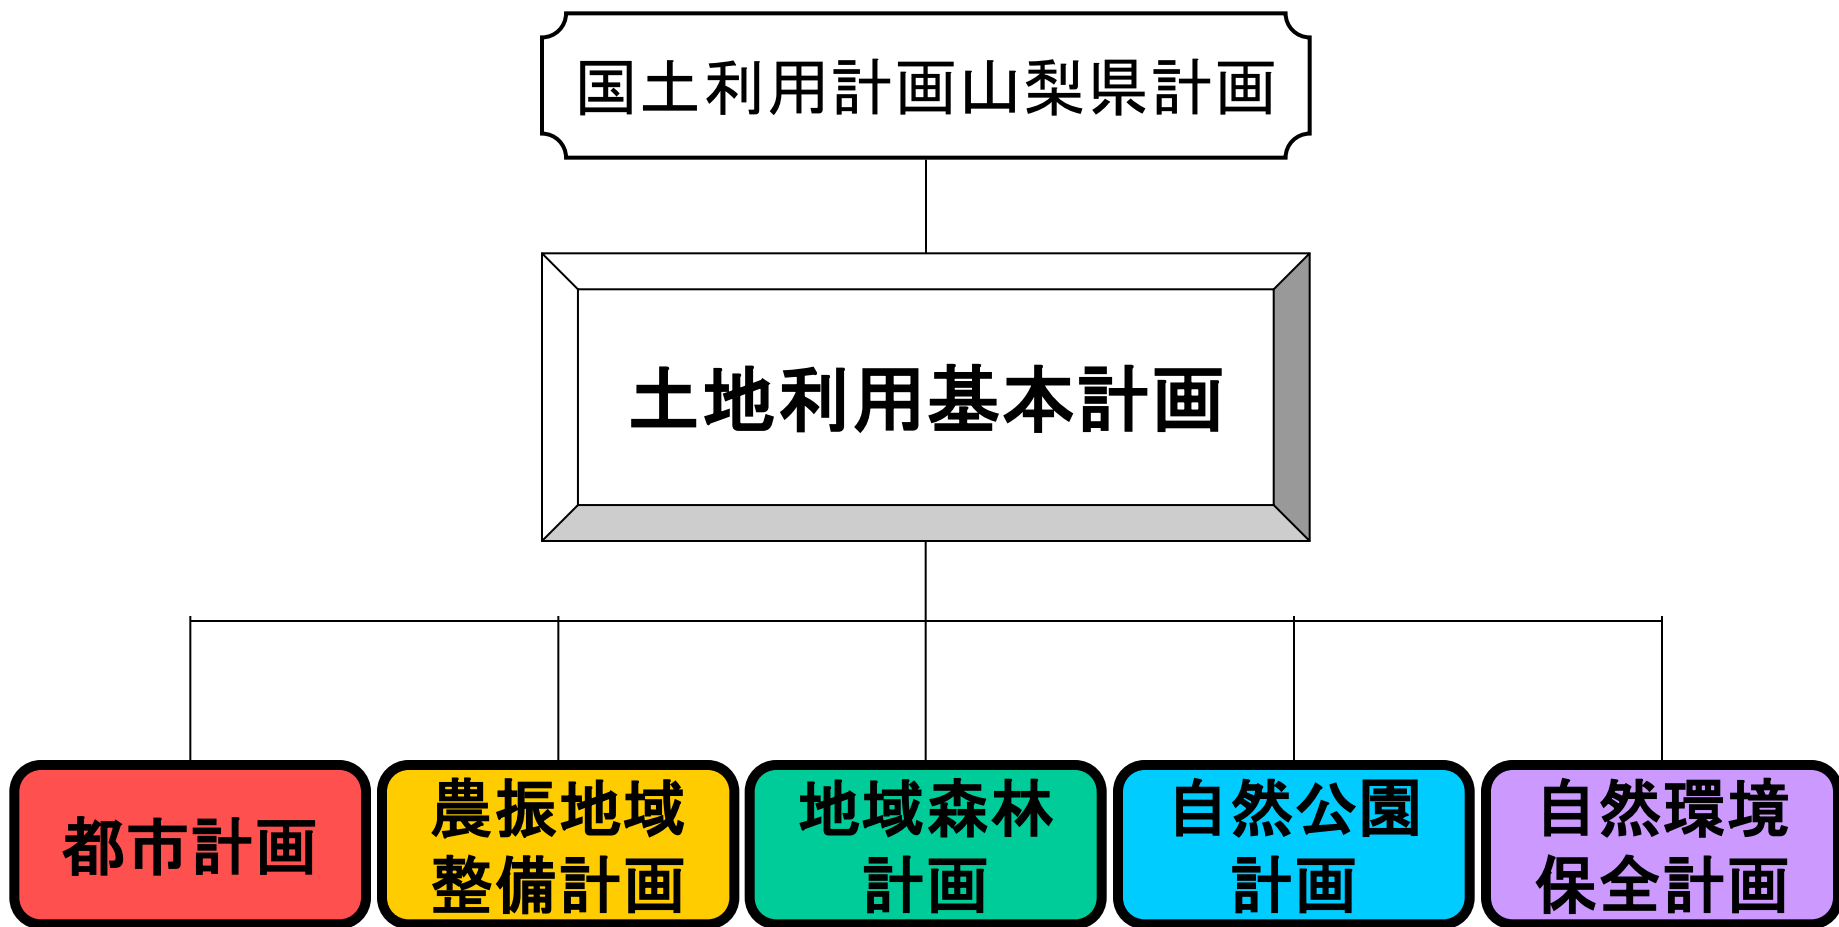 国土利用計画山梨県計画
土地利用基本計画
都市計画
農振地域
整備計画
地域森林
計画
自然公園
計画
自然環境
保全計画